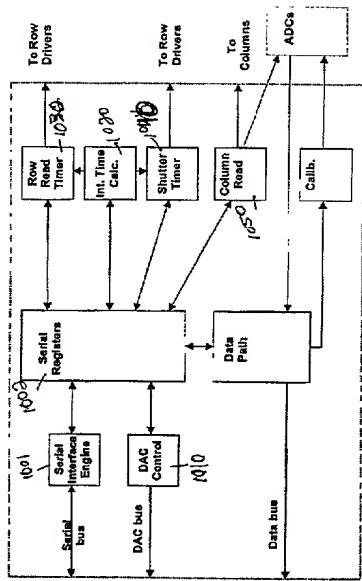 To Row
Drivers
To Row
Drivers
To
Columns
ADCs
Row
Read
Timer
1030
Int. Time
Calc.
1020
Shutter
Timer
1040
Column
Read
1050
Calib.
Serial
Registers
1002
Data
Path
Serial
Interface
Engine
1001
DAC
Control
1010
Serial
bus
DAC bus
Data bus